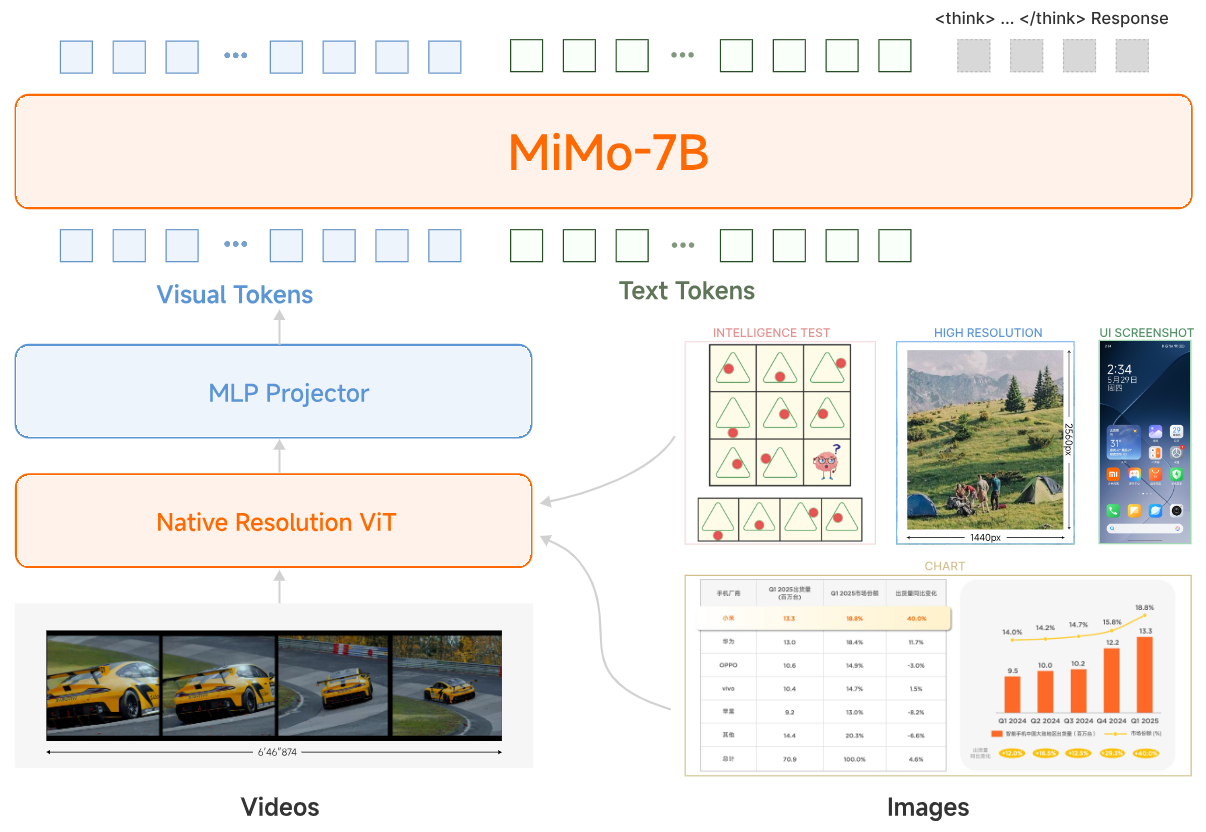 <think> ... </think> Response
MiMo-7B
Visual Tokens
Text Tokens
MLP Projector
Native Resolution ViT
6'46"874
Videos
INTELLIGENCE TEST
?
HIGH RESOLUTION
2560px
1440px
UI SCREENSHOT
2:34
5月29日
周四
31°
CHART
手机厂商 Q1 2025出货量 (百万台) Q1 2025市场份额 出货量同比变化
小米 13.3 18.8% 40.0%
华为 13.0 18.4% 11.7%
OPPO 10.6 14.9% -3.0%
vivo 10.4 14.7% 1.5%
苹果 9.2 13.0% -8.2%
其他 14.4 20.3% -6.6%
总计 70.9 100.0% 4.6%
14.0% 14.2% 14.7% 15.8% 18.8%
9.5 10.0 10.2 12.2 13.3
Q1 2024 Q2 2024 Q3 2024 Q4 2024 Q1 2025
智能手机中国大陆地区出货量（百万台） 市场份额 (%)
出货量
同比变化
+12.0% +16.5% +12.5% +29.3% +40.0%
Images